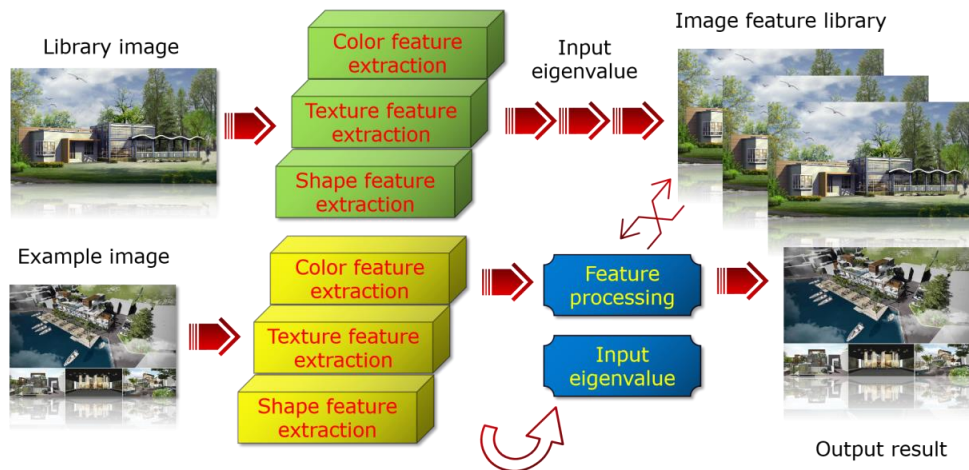 Library image
Color feature
extraction
Texture feature
extraction
Shape feature
extraction
Input
eigenvalue
Image feature library
Example image
Color feature
extraction
Texture feature
extraction
Shape feature
extraction
Feature
processing
Input
eigenvalue
Output result